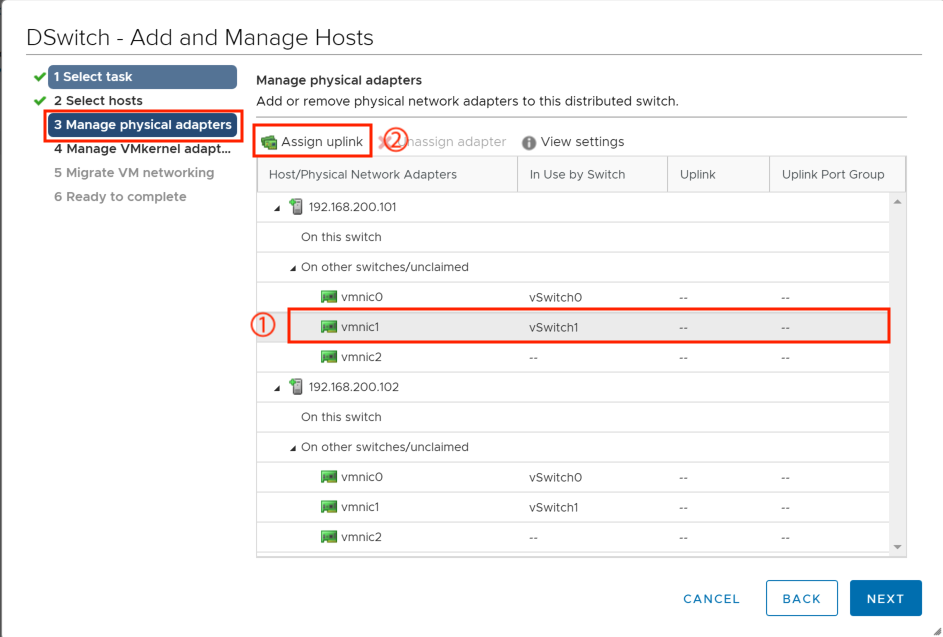 DSwitch - Add and Manage Hosts
1 Select task
2 Select hosts
3 Manage physical adapters
4 Manage VMkernel adapt...
5 Migrate VM networking
6 Ready to complete
Manage physical adapters
Add or remove physical network adapters to this distributed switch.
Assign uplink ② nassign adapter View settings
Host/Physical Network Adapters In Use by Switch Uplink Uplink Port Group
192.168.200.101
On this switch
On other switches/unclaimed
vmnic0 vSwitch0 -- --
① vmnic1 vSwitch1 -- --
vmnic2 -- -- --
192.168.200.102
On this switch
On other switches/unclaimed
vmnic0 vSwitch0 -- --
vmnic1 vSwitch1 -- --
vmnic2 -- -- --
CANCEL BACK NEXT